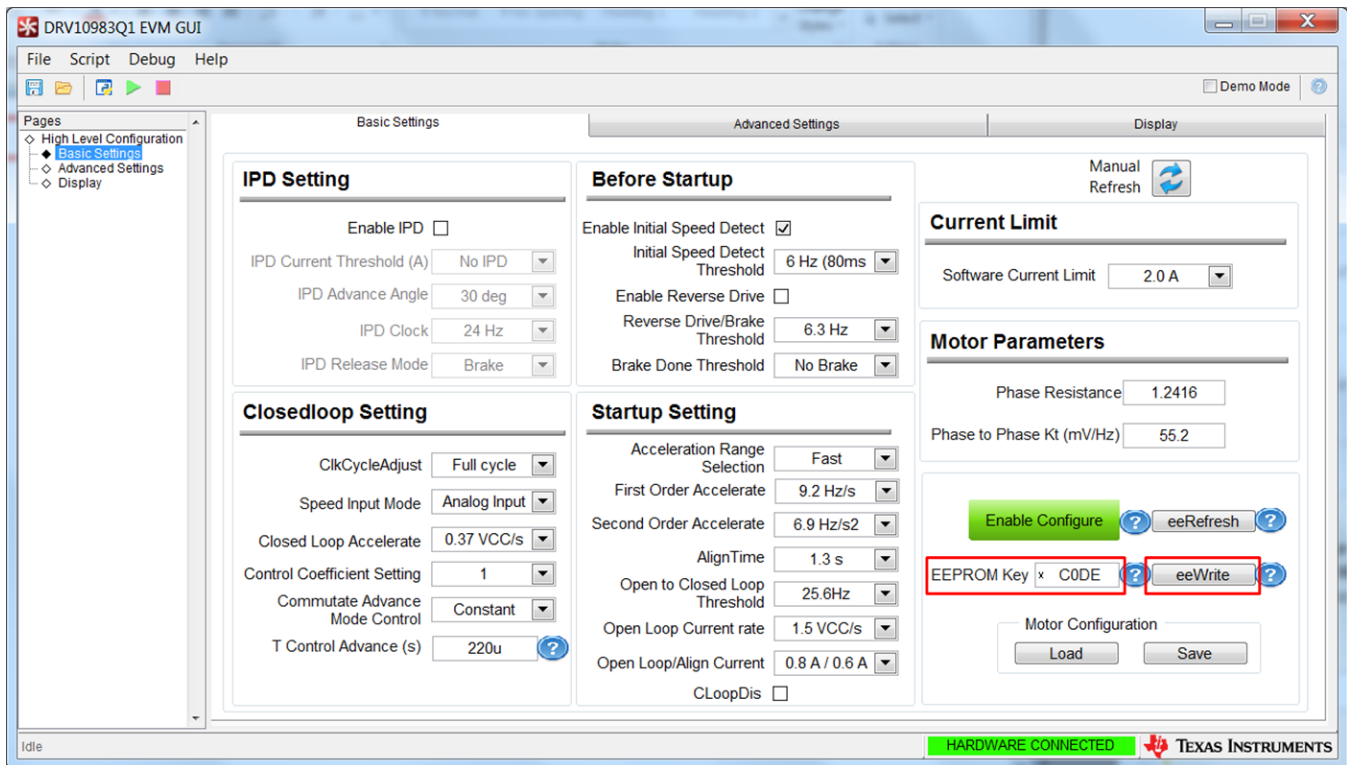 DRV10983Q1 EVM GUI
File Script Debug Help
Demo Mode
Pages
High Level Configuration
Basic Settings
Advanced Settings
Display
Basic Settings
Advanced Settings
Display
IPD Setting
Enable IPD
IPD Current Threshold (A) No IPD
IPD Advance Angle 30 deg
IPD Clock 24 Hz
IPD Release Mode Brake
Closedloop Setting
ClkCycleAdjust Full cycle
Speed Input Mode Analog Input
Closed Loop Accelerate 0.37 VCC/s
Control Coefficient Setting 1
Commutate Advance
Mode Control Constant
T Control Advance (s) 220u ?
Before Startup
Enable Initial Speed Detect
Initial Speed Detect
Threshold 6 Hz (80ms
Enable Reverse Drive
Reverse Drive/Brake
Threshold 6.3 Hz
Brake Done Threshold No Brake
Startup Setting
Acceleration Range
Selection Fast
First Order Accelerate 9.2 Hz/s
Second Order Accelerate 6.9 Hz/s2
AlignTime 1.3 s
Open to Closed Loop
Threshold 25.6Hz
Open Loop Current rate 1.5 VCC/s
Open Loop/Align Current 0.8 A / 0.6 A
CLoopDis
Manual
Refresh
Current Limit
Software Current Limit 2.0 A
Motor Parameters
Phase Resistance 1.2416
Phase to Phase Kt (mV/Hz) 55.2
Enable Configure ? eeRefresh ?
EEPROM Key x C0DE ? eeWrite ?
Motor Configuration
Load Save
Idle
HARDWARE CONNECTED
TEXAS INSTRUMENTS